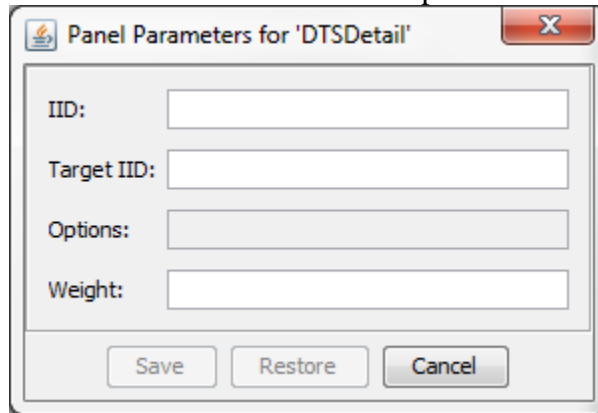 Panel Parameters for 'DTSDetail'
IID:
Target IID:
Options:
Weight:
Save Restore Cancel